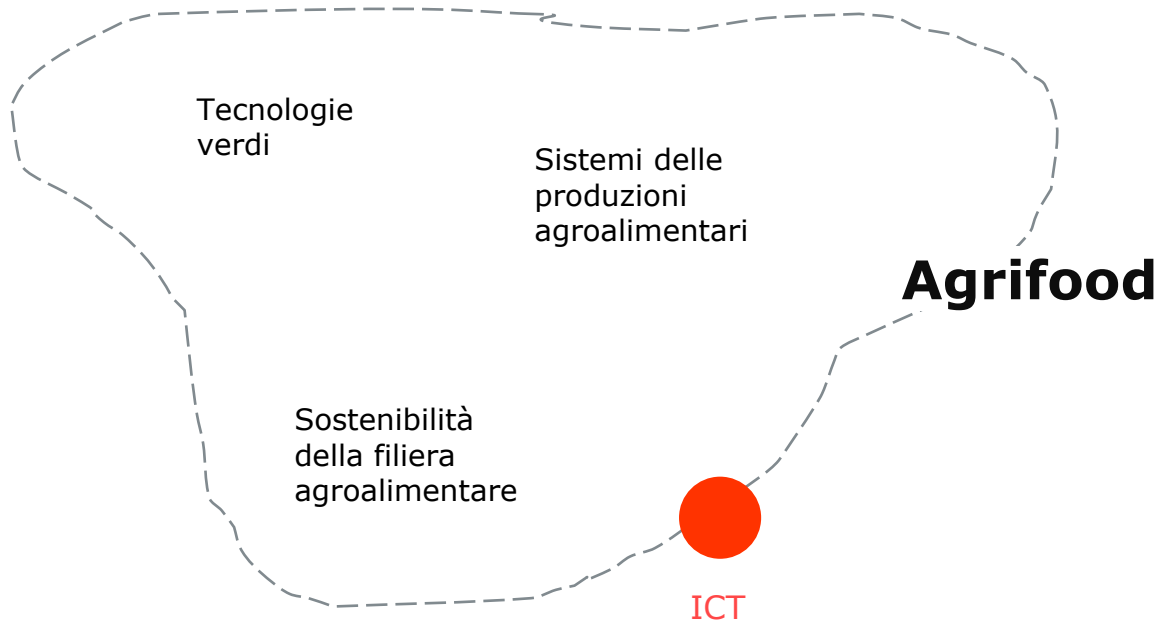 Tecnologie
verdi
Sistemi delle
produzioni
agroalimentari
Agrifood
Sostenibilità
della filiera
agroalimentare
ICT